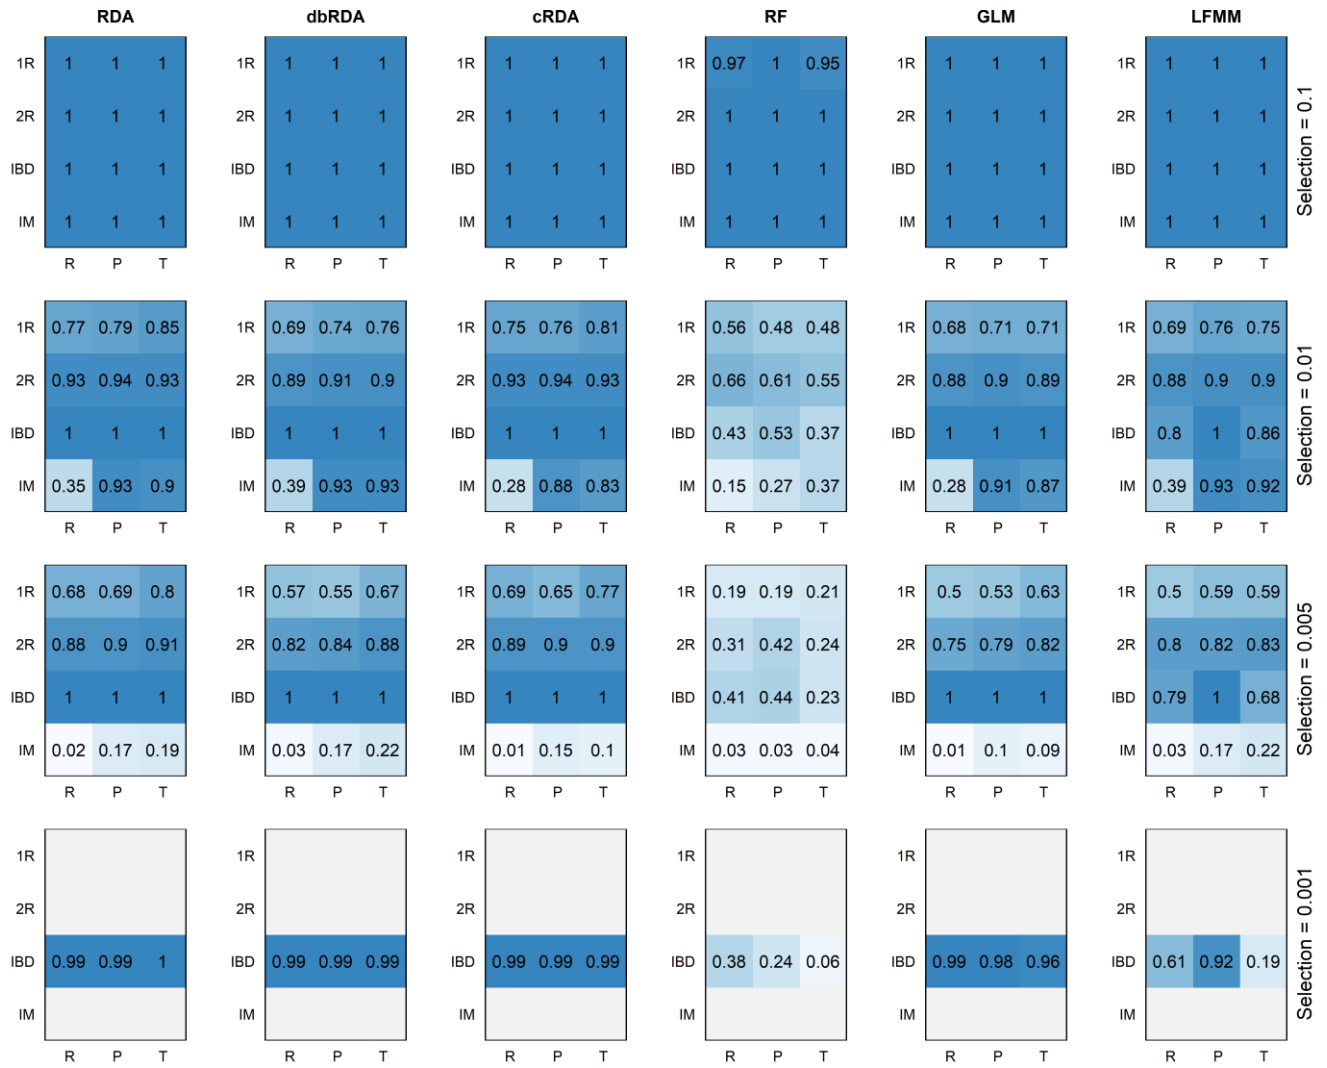 RDA dbRDA cRDA RF GLM LFMM
1R 1 1 1 1R 1 1 1 1R 1 1 1 1R 0.97 1 0.95 1R 1 1 1 1R 1 1 1
2R 1 1 1 2R 1 1 1 2R 1 1 1 2R 1 1 1 2R 1 1 1 2R 1 1 1
IBD 1 1 1 IBD 1 1 1 IBD 1 1 1 IBD 1 1 1 IBD 1 1 1 IBD 1 1 1
IM 1 1 1 IM 1 1 1 IM 1 1 1 IM 1 1 1 IM 1 1 1 IM 1 1 1
R P T R P T R P T R P T R P T R P T
Selection = 0.1
1R 0.77 0.79 0.85 1R 0.69 0.74 0.76 1R 0.75 0.76 0.81 1R 0.56 0.48 0.48 1R 0.68 0.71 0.71 1R 0.69 0.76 0.75
2R 0.93 0.94 0.93 2R 0.89 0.91 0.9 2R 0.93 0.94 0.93 2R 0.66 0.61 0.55 2R 0.88 0.9 0.89 2R 0.88 0.9 0.9
IBD 1 1 1 IBD 1 1 1 IBD 1 1 1 IBD 0.43 0.53 0.37 IBD 1 1 1 IBD 0.8 1 0.86
IM 0.35 0.93 0.9 IM 0.39 0.93 0.93 IM 0.28 0.88 0.83 IM 0.15 0.27 0.37 IM 0.28 0.91 0.87 IM 0.39 0.93 0.92
R P T R P T R P T R P T R P T R P T
Selection = 0.01
1R 0.68 0.69 0.8 1R 0.57 0.55 0.67 1R 0.69 0.65 0.77 1R 0.19 0.19 0.21 1R 0.5 0.53 0.63 1R 0.5 0.59 0.59
2R 0.88 0.9 0.91 2R 0.82 0.84 0.88 2R 0.89 0.9 0.9 2R 0.31 0.42 0.24 2R 0.75 0.79 0.82 2R 0.8 0.82 0.83
IBD 1 1 1 IBD 1 1 1 IBD 1 1 1 IBD 0.41 0.44 0.23 IBD 1 1 1 IBD 0.79 1 0.68
IM 0.02 0.17 0.19 IM 0.03 0.17 0.22 IM 0.01 0.15 0.1 IM 0.03 0.03 0.04 IM 0.01 0.1 0.09 IM 0.03 0.17 0.22
R P T R P T R P T R P T R P T R P T
Selection = 0.005
1R 1R 1R 1R 1R 1R
2R 2R 2R 2R 2R 2R
IBD 0.99 0.99 1 IBD 0.99 0.99 0.99 IBD 0.99 0.99 0.99 IBD 0.38 0.24 0.06 IBD 0.99 0.98 0.96 IBD 0.61 0.92 0.19
IM IM IM IM IM IM
R P T R P T R P T R P T R P T R P T
Selection = 0.001